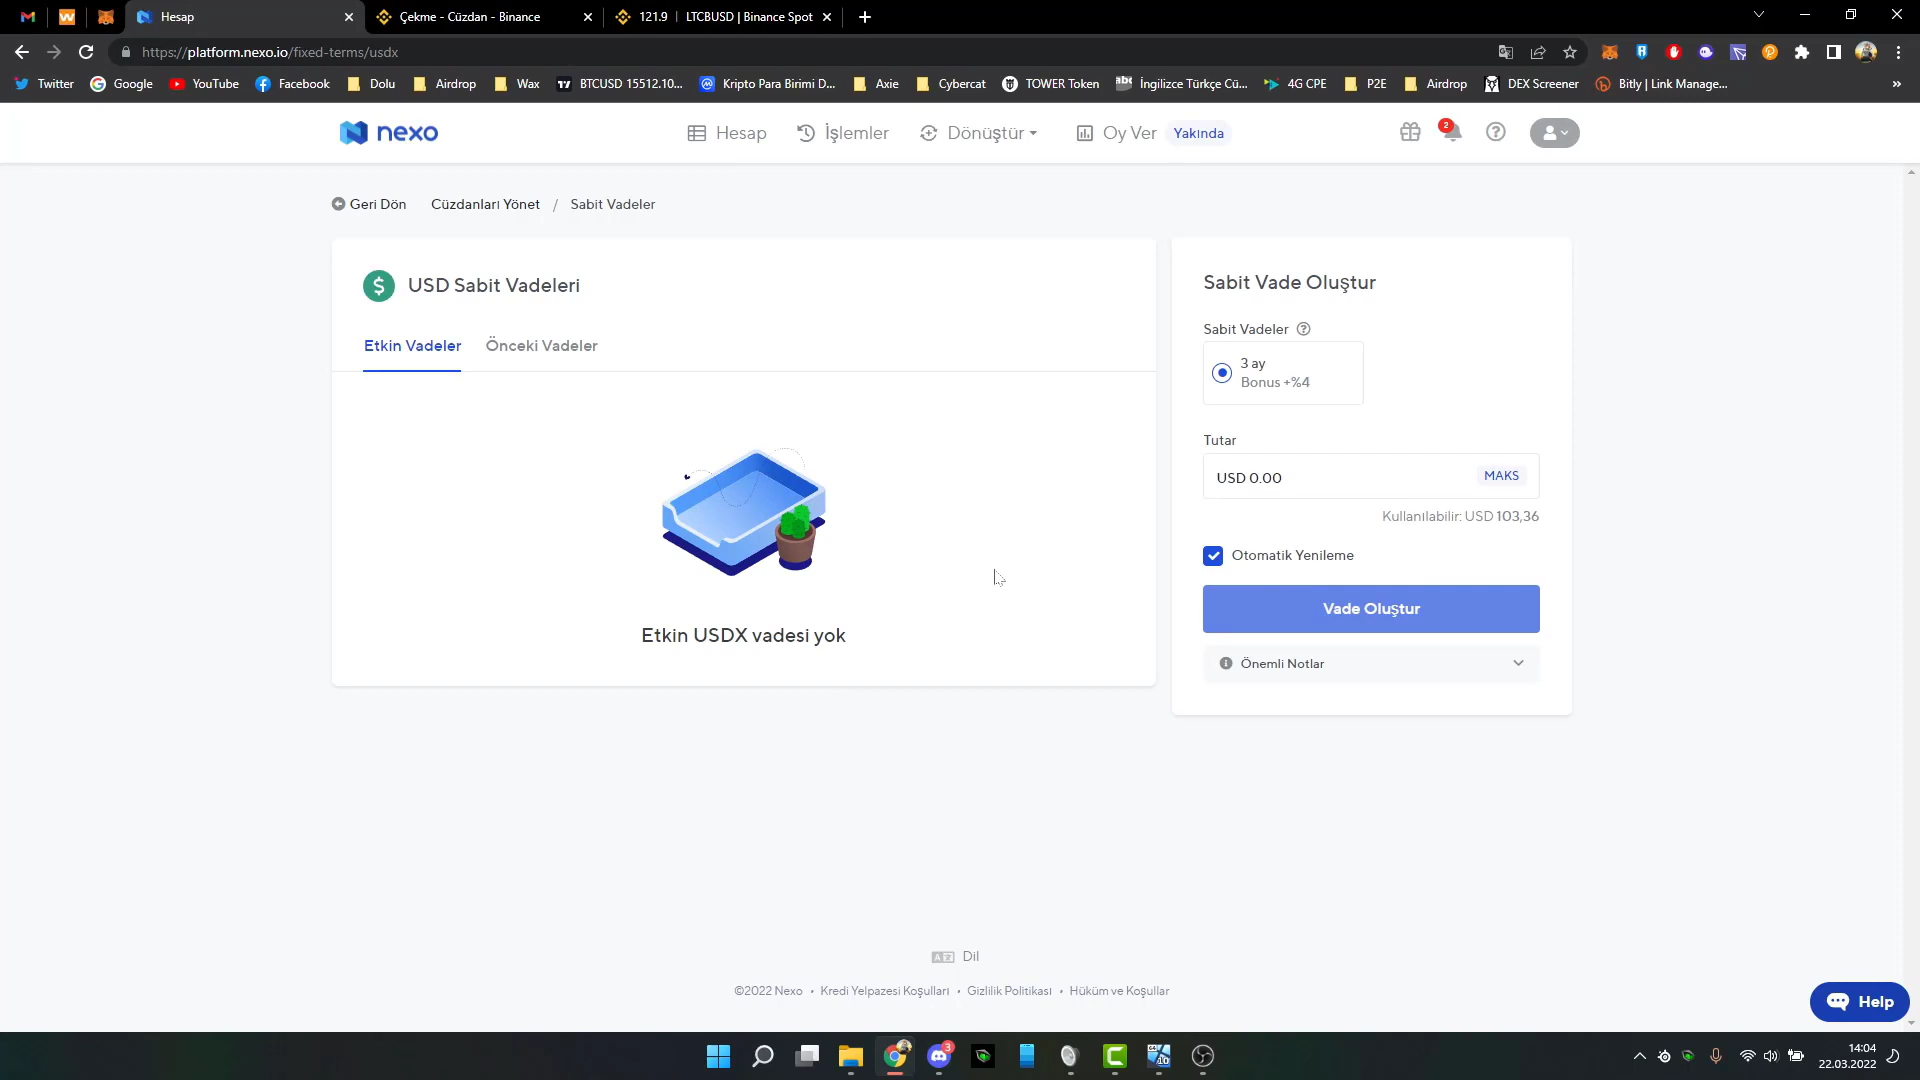 Hesap
Çekme - Cüzdan - Binance
121.9 | LTCBUSD | Binance Spot
https://platform.nexo.io/fixed-terms/usdx
Twitter
Google
YouTube
Facebook
Dolu
Airdrop
Wax
BTCUSD 15512.10...
Kripto Para Birimi D...
Axie
Cybercat
TOWER Token
İngilizce Türkçe Cü...
4G CPE
P2E
Airdrop
DEX Screener
Bitly | Link Manage...
nexo
Hesap
İşlemler
Dönüştür
Oy Ver
Yakında
2
Geri Dön
Cüzdanları Yönet / Sabit Vadeler
USD Sabit Vadeleri
Etkin Vadeler
Önceki Vadeler
Etkin USDX vadesi yok
Sabit Vade Oluştur
Sabit Vadeler
3 ay
Bonus +%4
Tutar
USD 0.00
MAKS
Kullanılabilir: USD 103,36
Otomatik Yenileme
Vade Oluştur
Önemli Notlar
Dil
©2022 Nexo • Kredi Yelpazesi Koşulları • Gizlilik Politikası • Hüküm ve Koşullar
Help
3
14:04
22.03.2022